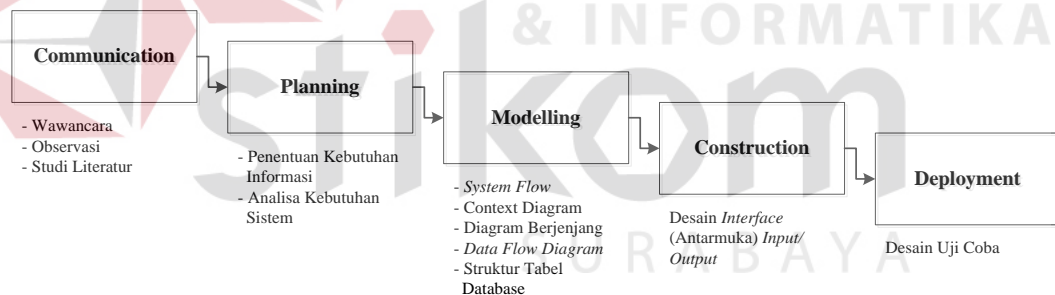 & INFORMATIKA
stikom
SURABAYA
Communication
- Wawancara
- Observasi
- Studi Literatur
Planning
- Penentuan Kebutuhan
Informasi
- Analisa Kebutuhan
Sistem
Modelling
- System Flow
- Context Diagram
- Diagram Berjenjang
- Data Flow Diagram
- Struktur Tabel
Database
Construction
Desain Interface
(Antarmuka) Input/
Output
Deployment
Desain Uji Coba